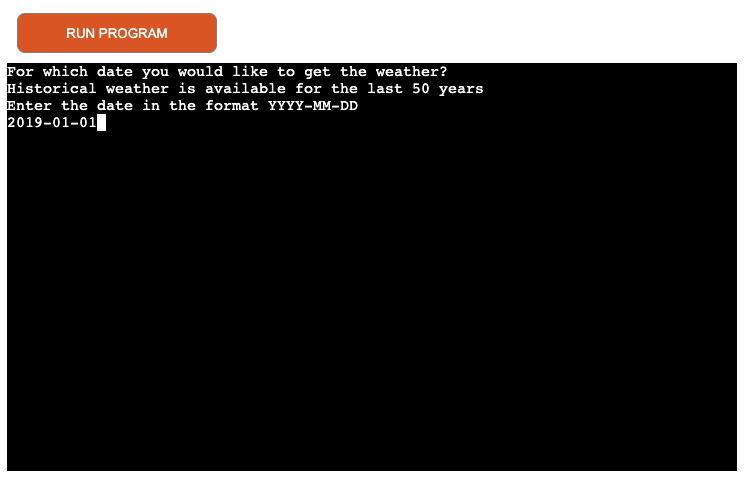 RUN PROGRAM
For which date you would like to get the weather?
Historical weather is available for the last 50 years
Enter the date in the format YYYY-MM-DD
2019-01-01